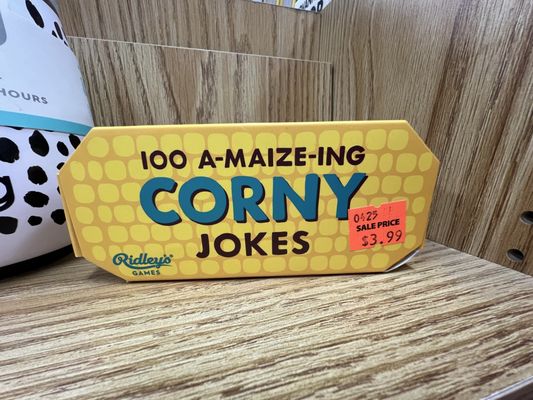 HOURS
100 A-MAIZE-ING
CORNY
JOKES
0425
SALE PRICE
$3.99
Ridley's
GAMES